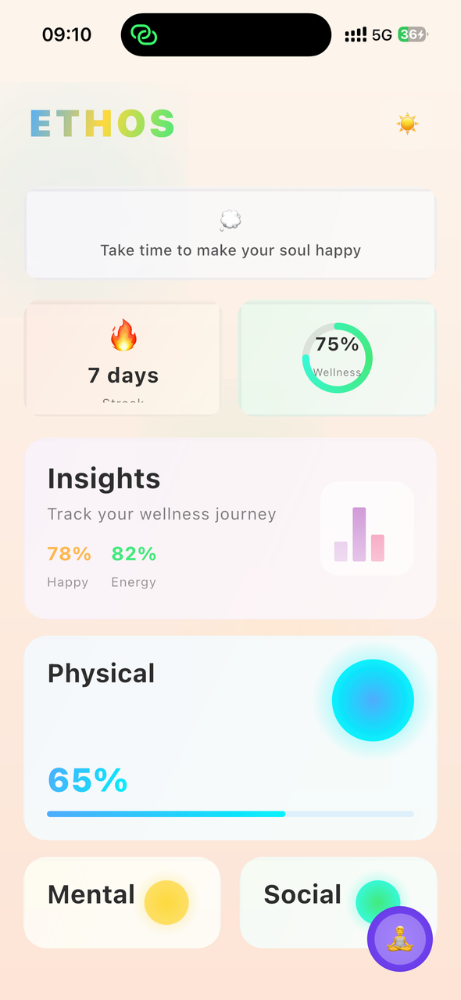 09:10
5G
36
ETHOS
Take time to make your soul happy
7 days
Streak
75%
Wellness
Insights
Track your wellness journey
78%
82%
Happy
Energy
Physical
65%
Mental
Social